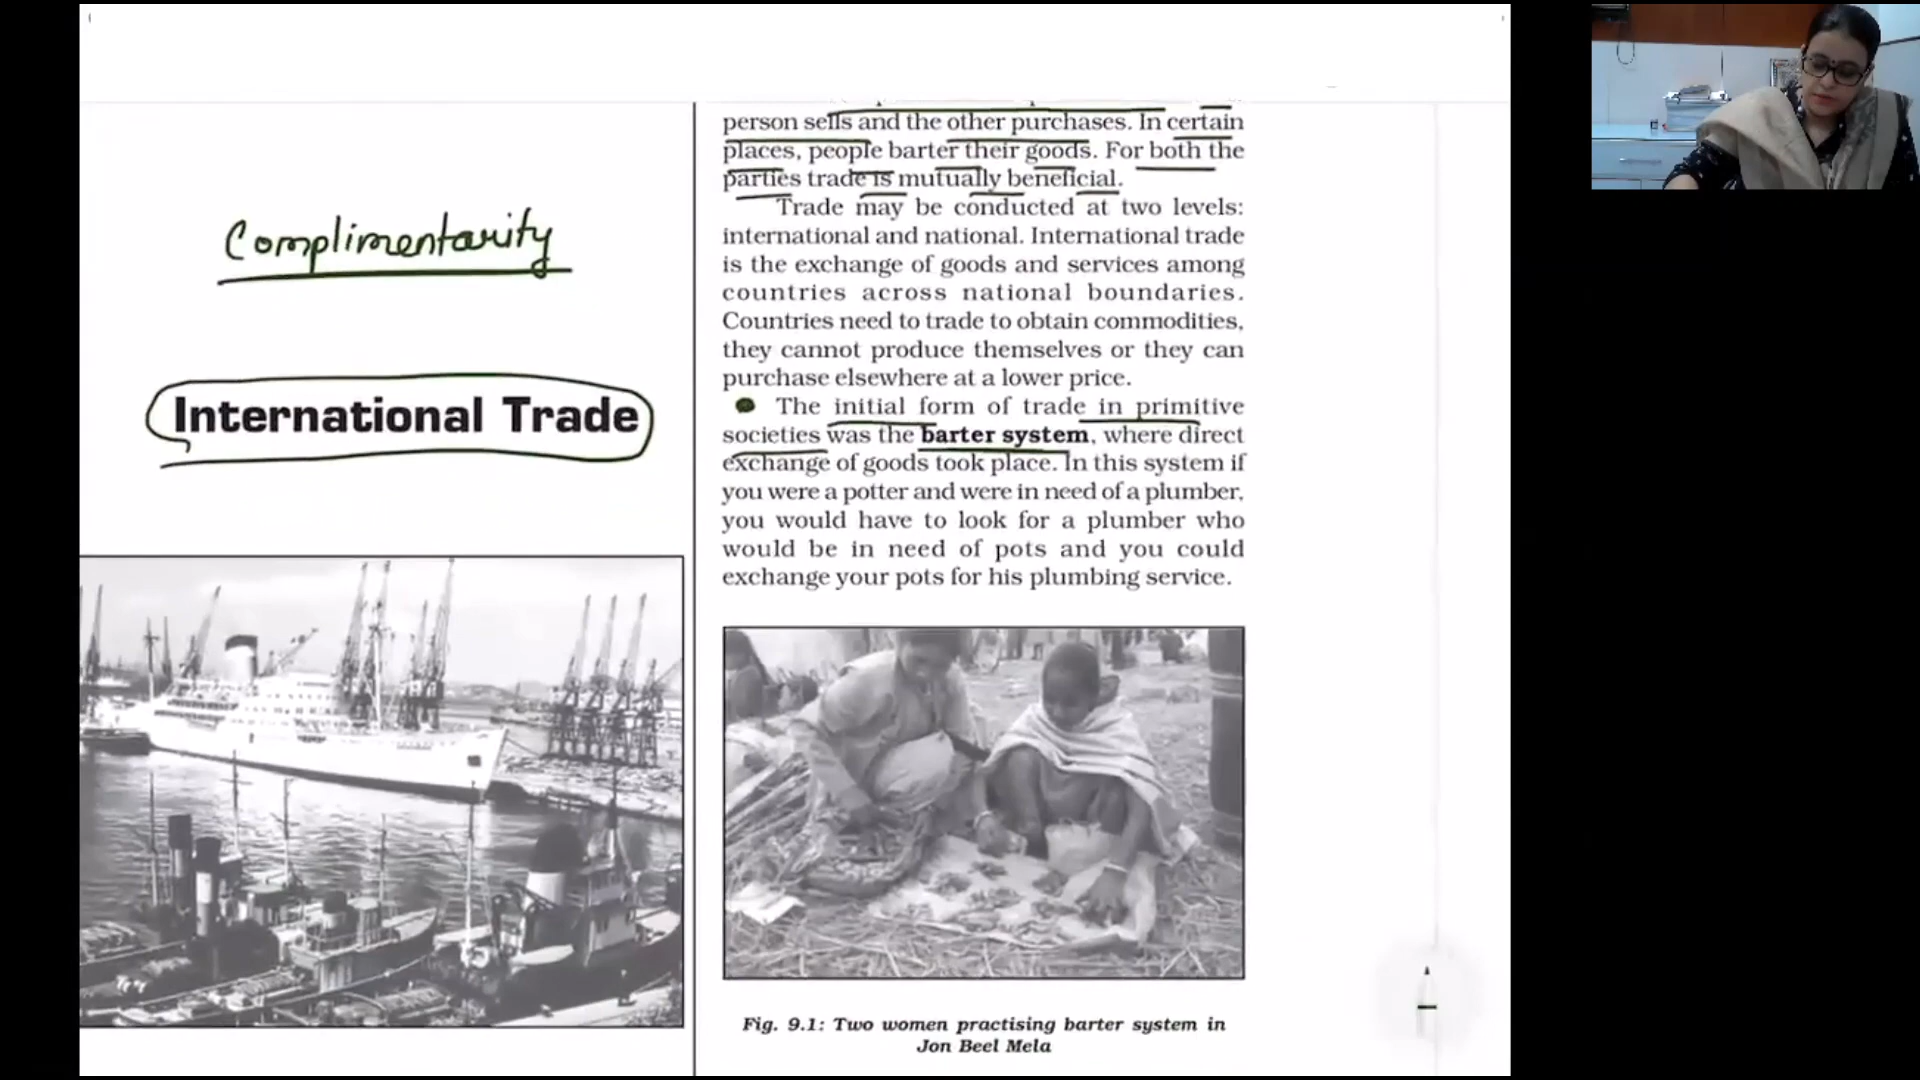 Complimentarity
International Trade
person sells and the other purchases. In certain
places, people barter their goods. For both the
parties trade is mutually beneficial.
Trade may be conducted at two levels:
international and national. International trade
is the exchange of goods and services among
countries across national boundaries.
Countries need to trade to obtain commodities,
they cannot produce themselves or they can
purchase elsewhere at a lower price.
The initial form of trade in primitive
societies was the barter system, where direct
exchange of goods took place. In this system if
you were a potter and were in need of a plumber,
you would have to look for a plumber who
would be in need of pots and you could
exchange your pots for his plumbing service.
Fig. 9.1: Two women practising barter system in
Jon Beel Mela